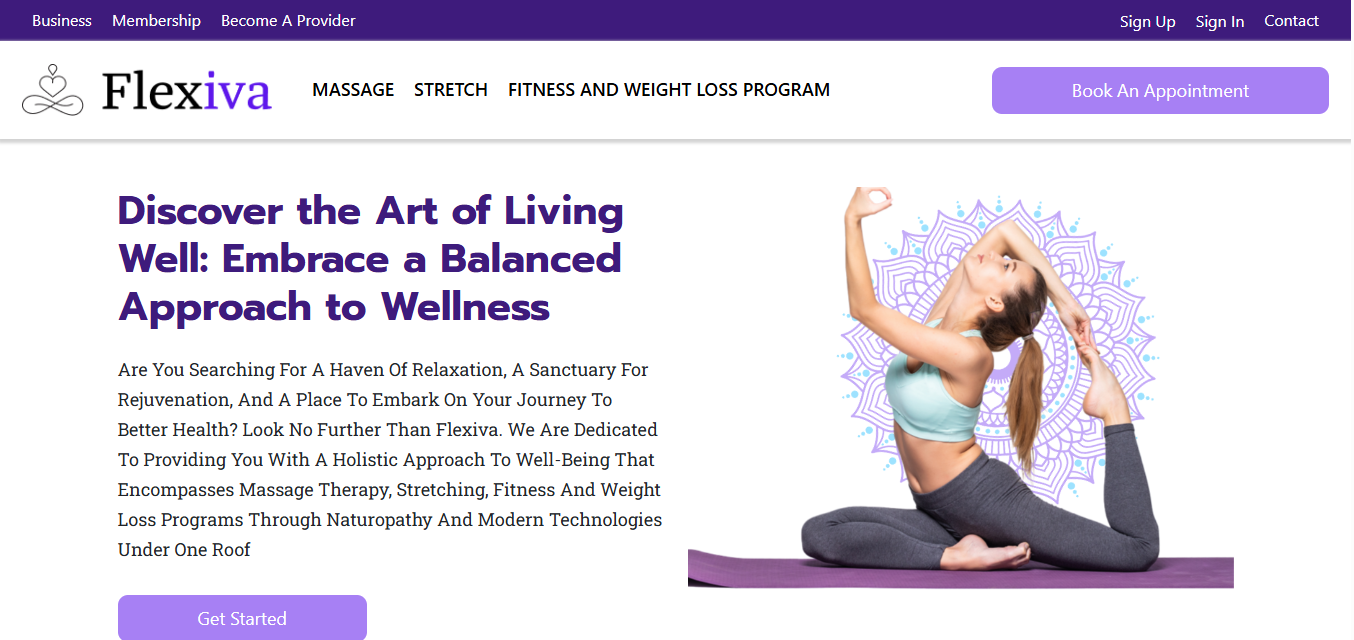 Business Membership Become A Provider Sign Up Sign In Contact
Flexiva MASSAGE STRETCH FITNESS AND WEIGHT LOSS PROGRAM Book An Appointment
Discover the Art of Living
Well: Embrace a Balanced
Approach to Wellness
Are You Searching For A Haven Of Relaxation, A Sanctuary For
Rejuvenation, And A Place To Embark On Your Journey To
Better Health? Look No Further Than Flexiva. We Are Dedicated
To Providing You With A Holistic Approach To Well-Being That
Encompasses Massage Therapy, Stretching, Fitness And Weight
Loss Programs Through Naturopathy And Modern Technologies
Under One Roof
Get Started